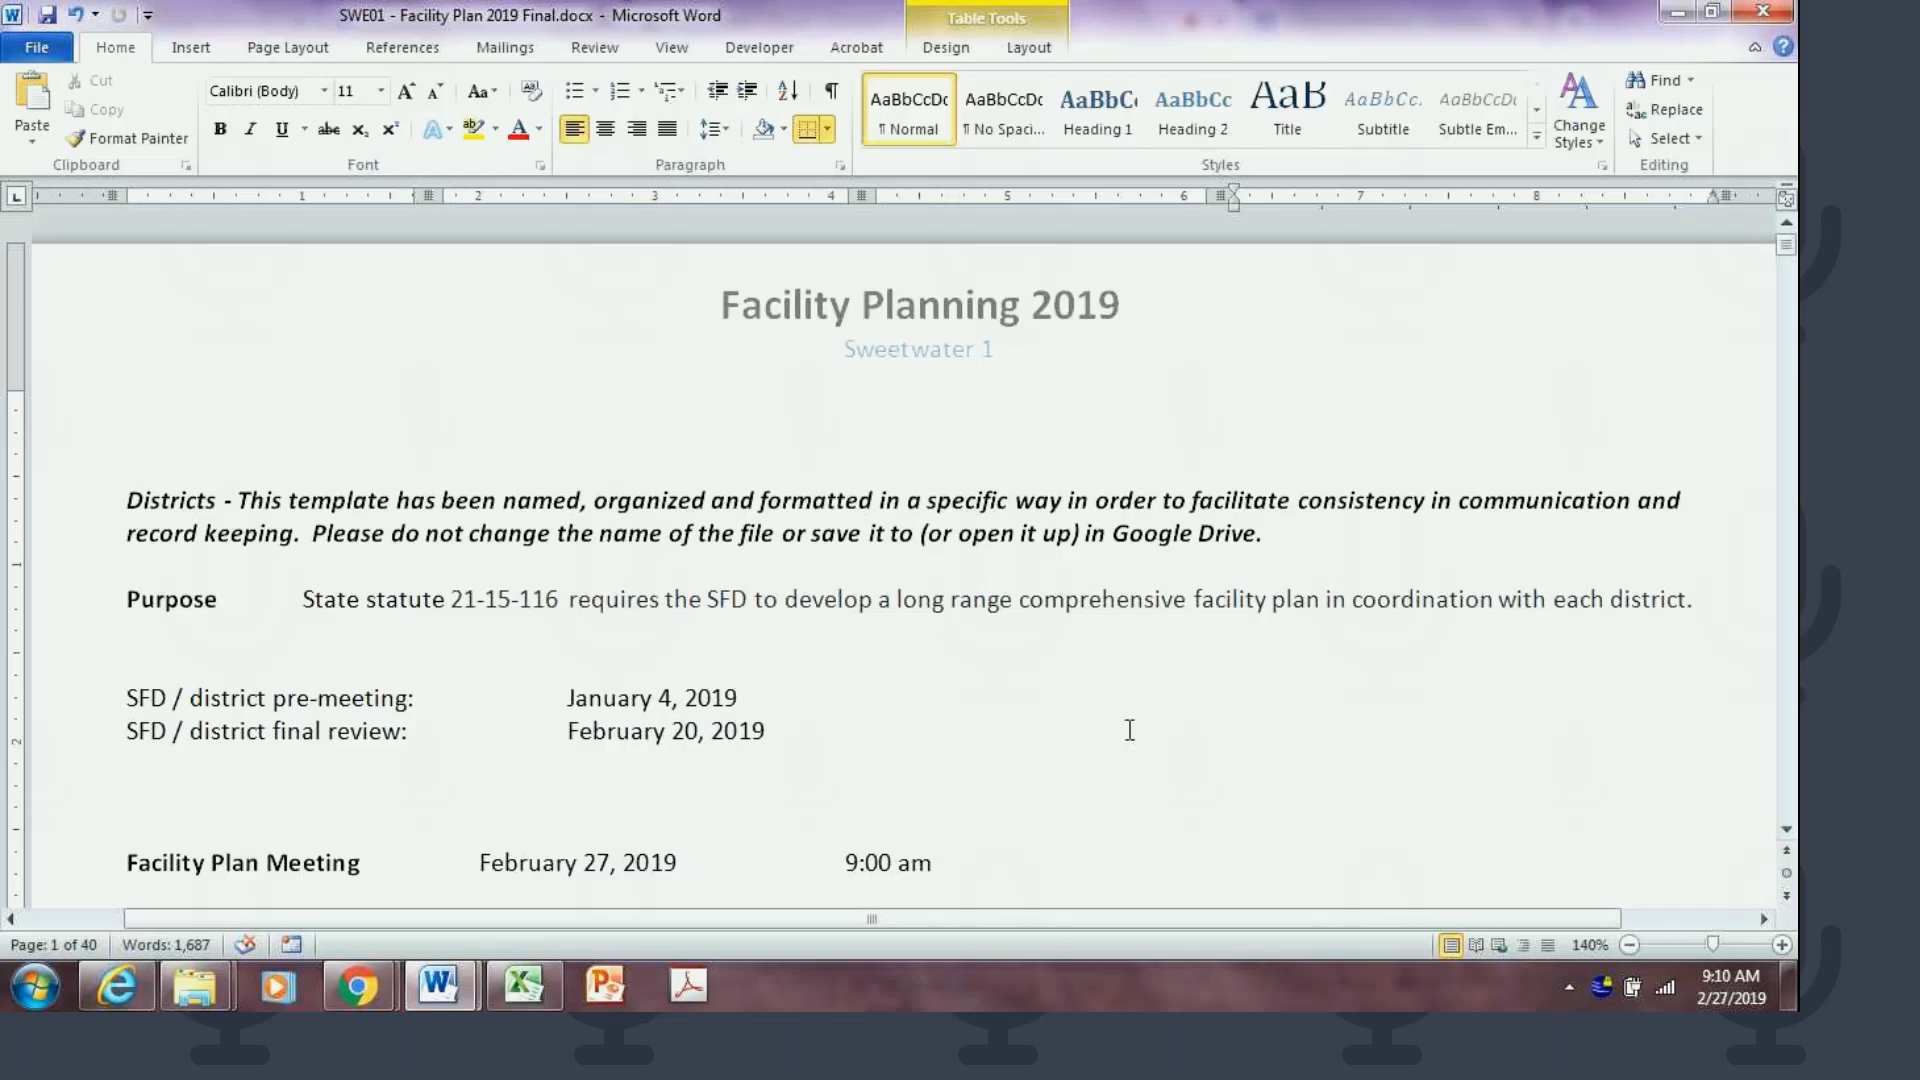 SWE01 - Facility Plan 2019 Final.docx - Microsoft Word
Table Tools
File Home Insert Page Layout References Mailings Review View Developer Acrobat Design Layout
Paste
Cut
Copy
Format Painter
Clipboard
Calibri (Body) 11
Font
Paragraph
AaBbCcDc AaBbCcDc AaBbC AaBbCc AaB AaBbCc. AaBbCcDc
¶ Normal ¶ No Spaci... Heading 1 Heading 2 Title Subtitle Subtle Em...
Change Styles
Styles
Find
Replace
Select
Editing
1 2 3 4 5 6 7 8
Facility Planning 2019
Sweetwater 1
Districts - This template has been named, organized and formatted in a specific way in order to facilitate consistency in communication and
record keeping. Please do not change the name of the file or save it to (or open it up) in Google Drive.
Purpose State statute 21-15-116 requires the SFD to develop a long range comprehensive facility plan in coordination with each district.
SFD / district pre-meeting: January 4, 2019
SFD / district final review: February 20, 2019
Facility Plan Meeting February 27, 2019 9:00 am
Page: 1 of 40 Words: 1,687 140%
9:10 AM
2/27/2019